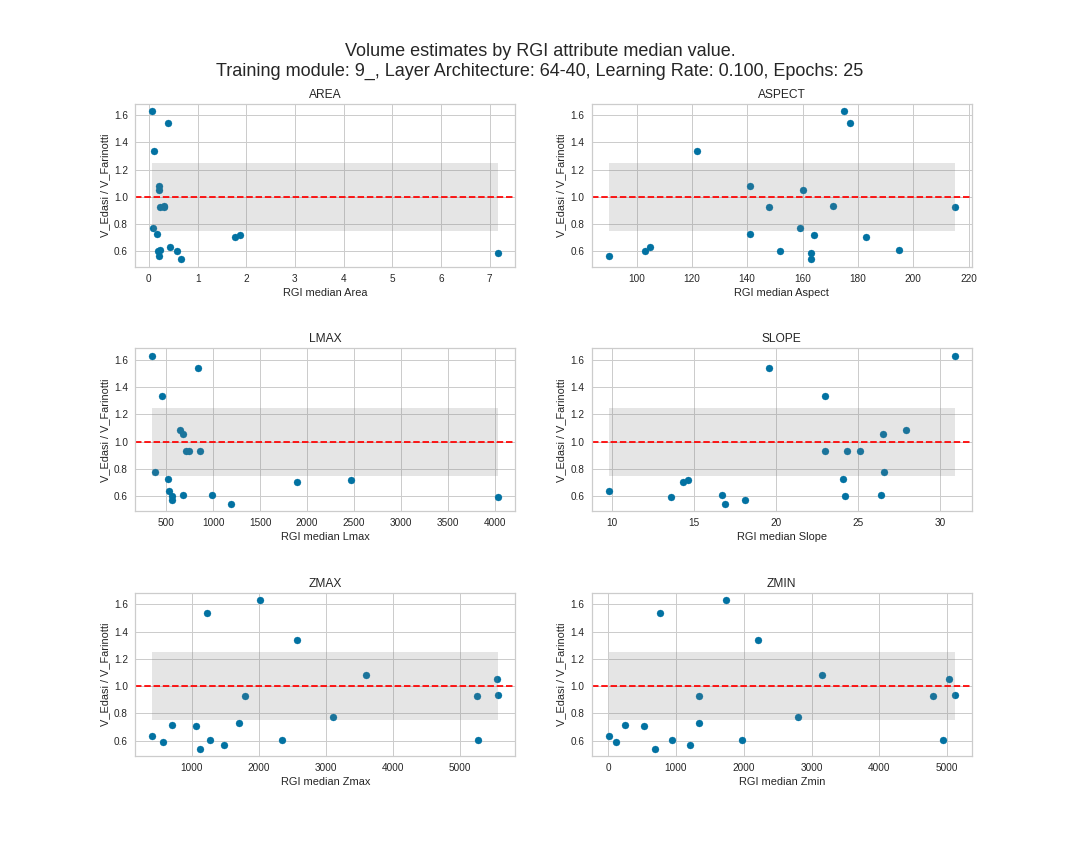 Volume estimates by RGI attribute median value.
Training module: 9_, Layer Architecture: 64-40, Learning Rate: 0.100, Epochs: 25
AREA
V_Edasi / V_Farinotti
1.6
1.4
1.2
1.0
0.8
0.6
0 1 2 3 4 5 6 7
RGI median Area
ASPECT
V_Edasi / V_Farinotti
1.6
1.4
1.2
1.0
0.8
0.6
100 120 140 160 180 200 220
RGI median Aspect
LMAX
V_Edasi / V_Farinotti
1.6
1.4
1.2
1.0
0.8
0.6
500 1000 1500 2000 2500 3000 3500 4000
RGI median Lmax
SLOPE
V_Edasi / V_Farinotti
1.6
1.4
1.2
1.0
0.8
0.6
10 15 20 25 30
RGI median Slope
ZMAX
V_Edasi / V_Farinotti
1.6
1.4
1.2
1.0
0.8
0.6
1000 2000 3000 4000 5000
RGI median Zmax
ZMIN
V_Edasi / V_Farinotti
1.6
1.4
1.2
1.0
0.8
0.6
0 1000 2000 3000 4000 5000
RGI median Zmin